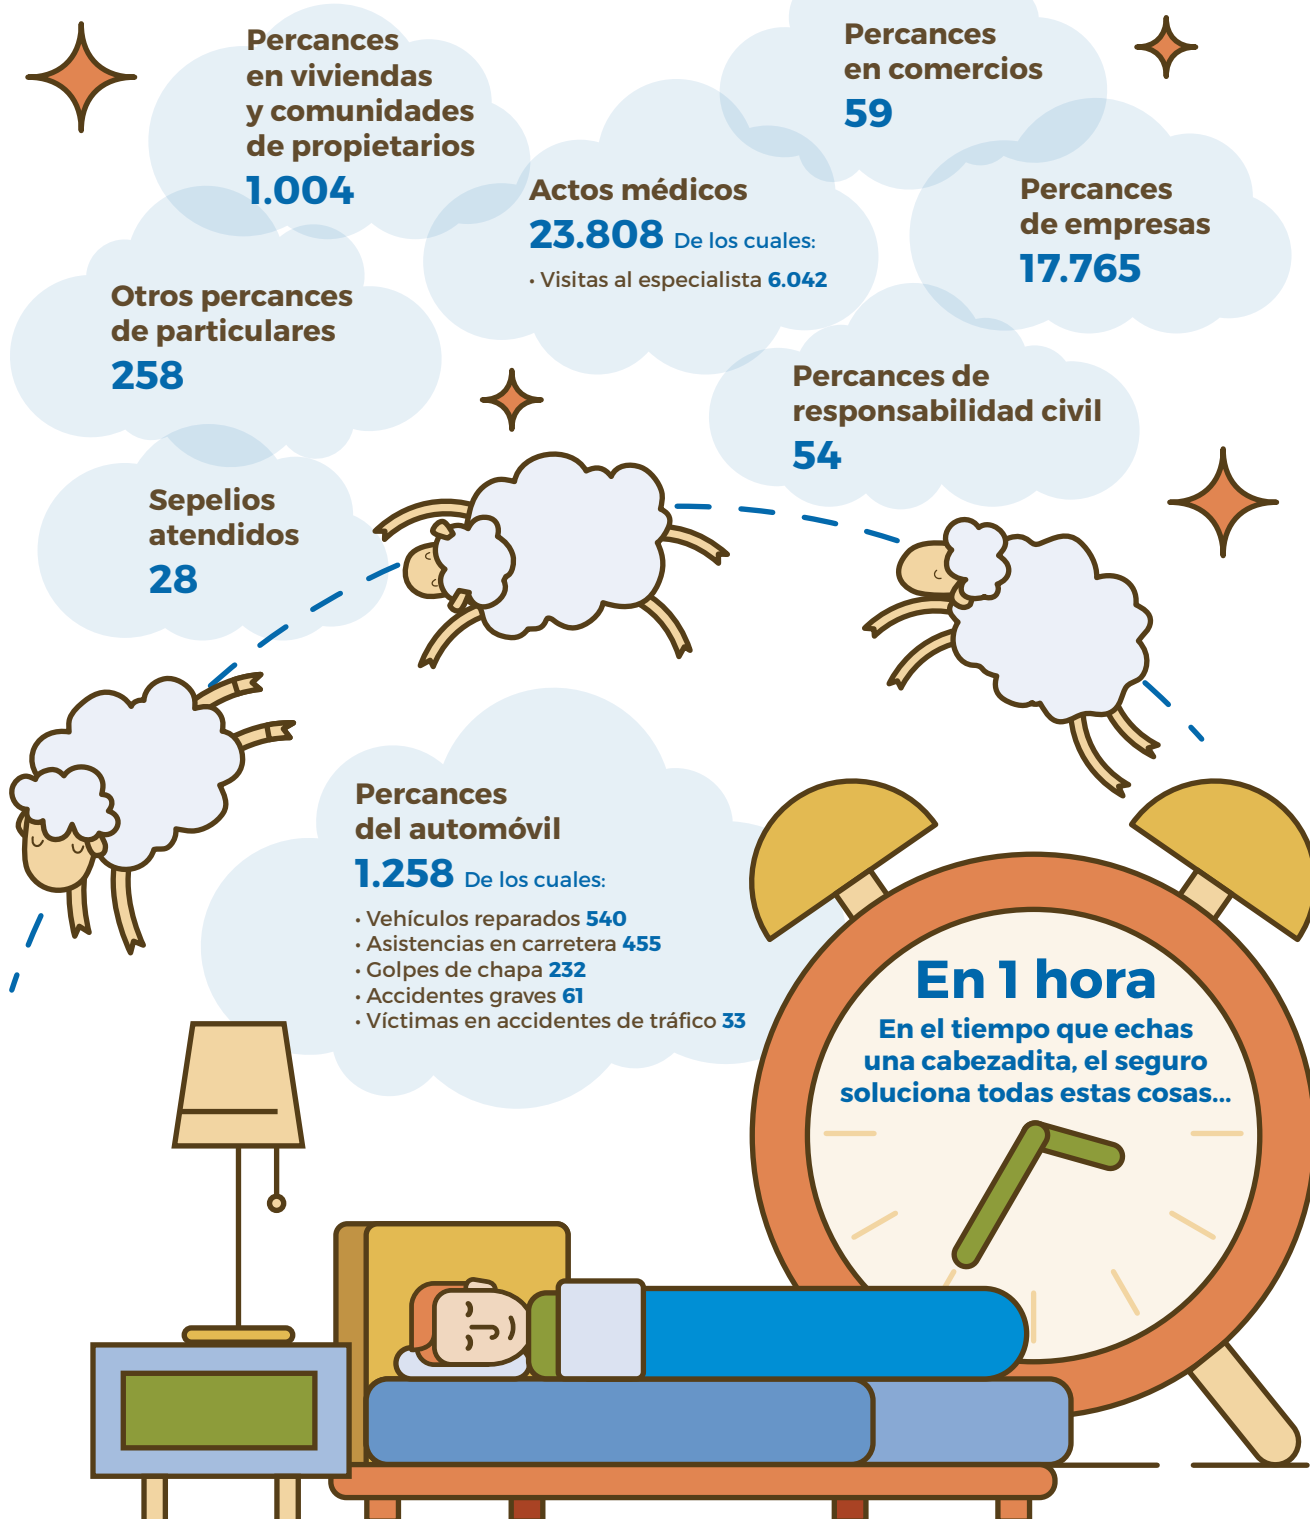 Percances
en viviendas
y comunidades
de propietarios
1.004
Percances
en comercios
59
Actos médicos
23.808 De los cuales:
• Visitas al especialista 6.042
Percances
de empresas
17.765
Otros percances
de particulares
258
Percances de
responsabilidad civil
54
Sepelios
atendidos
28
Percances
del automóvil
1.258 De los cuales:
• Vehículos reparados 540
• Asistencias en carretera 455
• Golpes de chapa 232
• Accidentes graves 61
• Víctimas en accidentes de tráfico 33
En 1 hora
En el tiempo que echas
una cabezadita, el seguro
soluciona todas estas cosas...